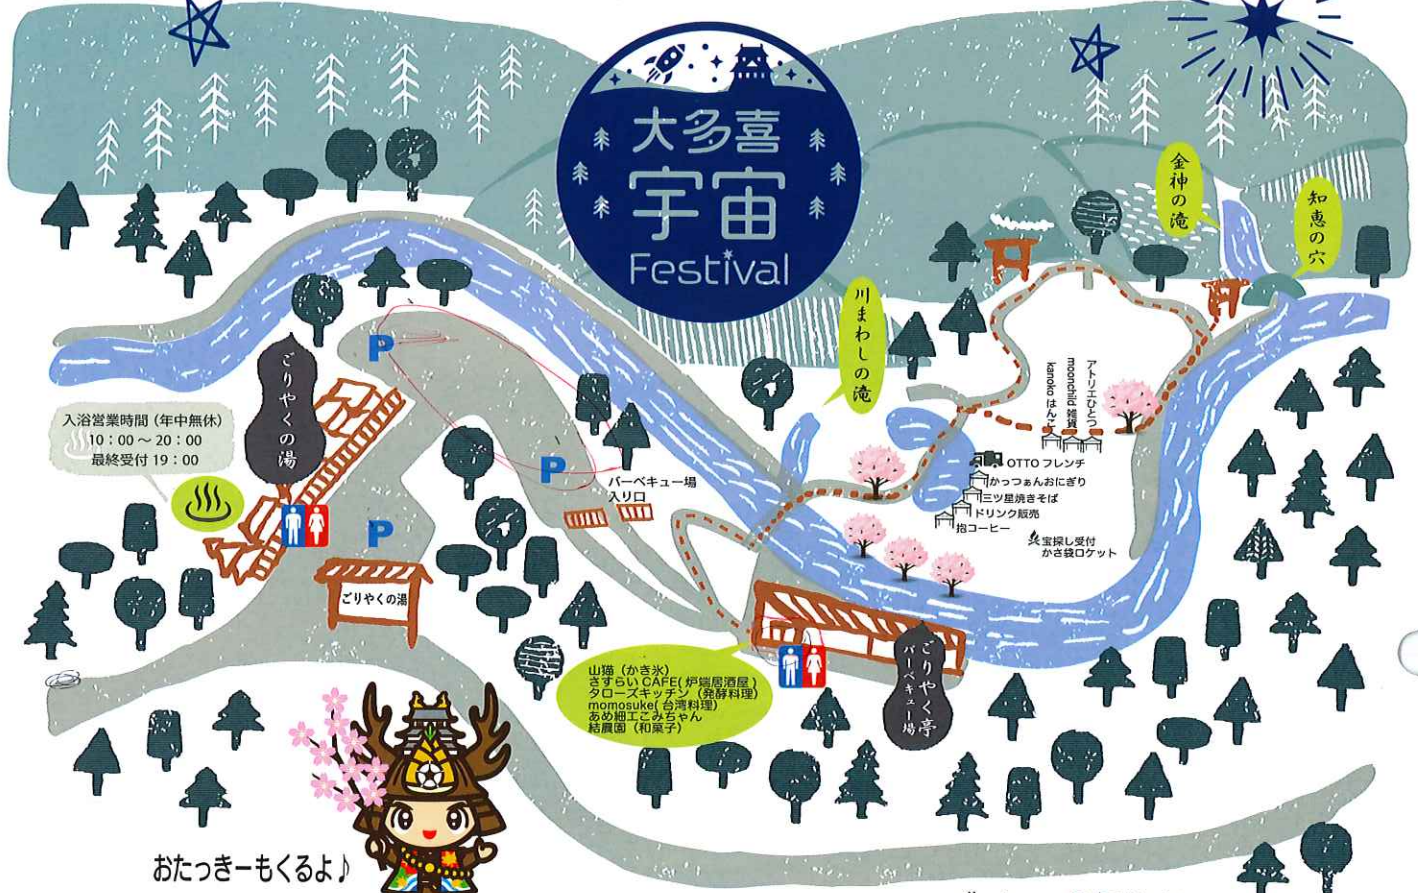 大多喜
宇宙
Festival
金神の滝
知恵の穴
川まわしの滝
ごりやくの湯
入浴営業時間 (年中無休)
10：00 ～ 20：00
最終受付 19：00
P
P
P
バーベキュー場
入り口
ごりやくの湯
アトリエひとつ
moonchild 雑貨
kanoko はんこ
OTTO フレンチ
かっつぁんおにぎり
三ツ星焼きそば
ドリンク販売
抱コーヒー
宝探し受付
かさ袋ロケット
山猫（かき氷）
さすらい CAFE( 炉端居酒屋 )
タローズキッチン（発酵料理）
momosuke( 台湾料理)
あめ細工こみちゃん
結農園（和菓子）
ごりやく亭
バーベキュー場
おたっきーもくるよ♪